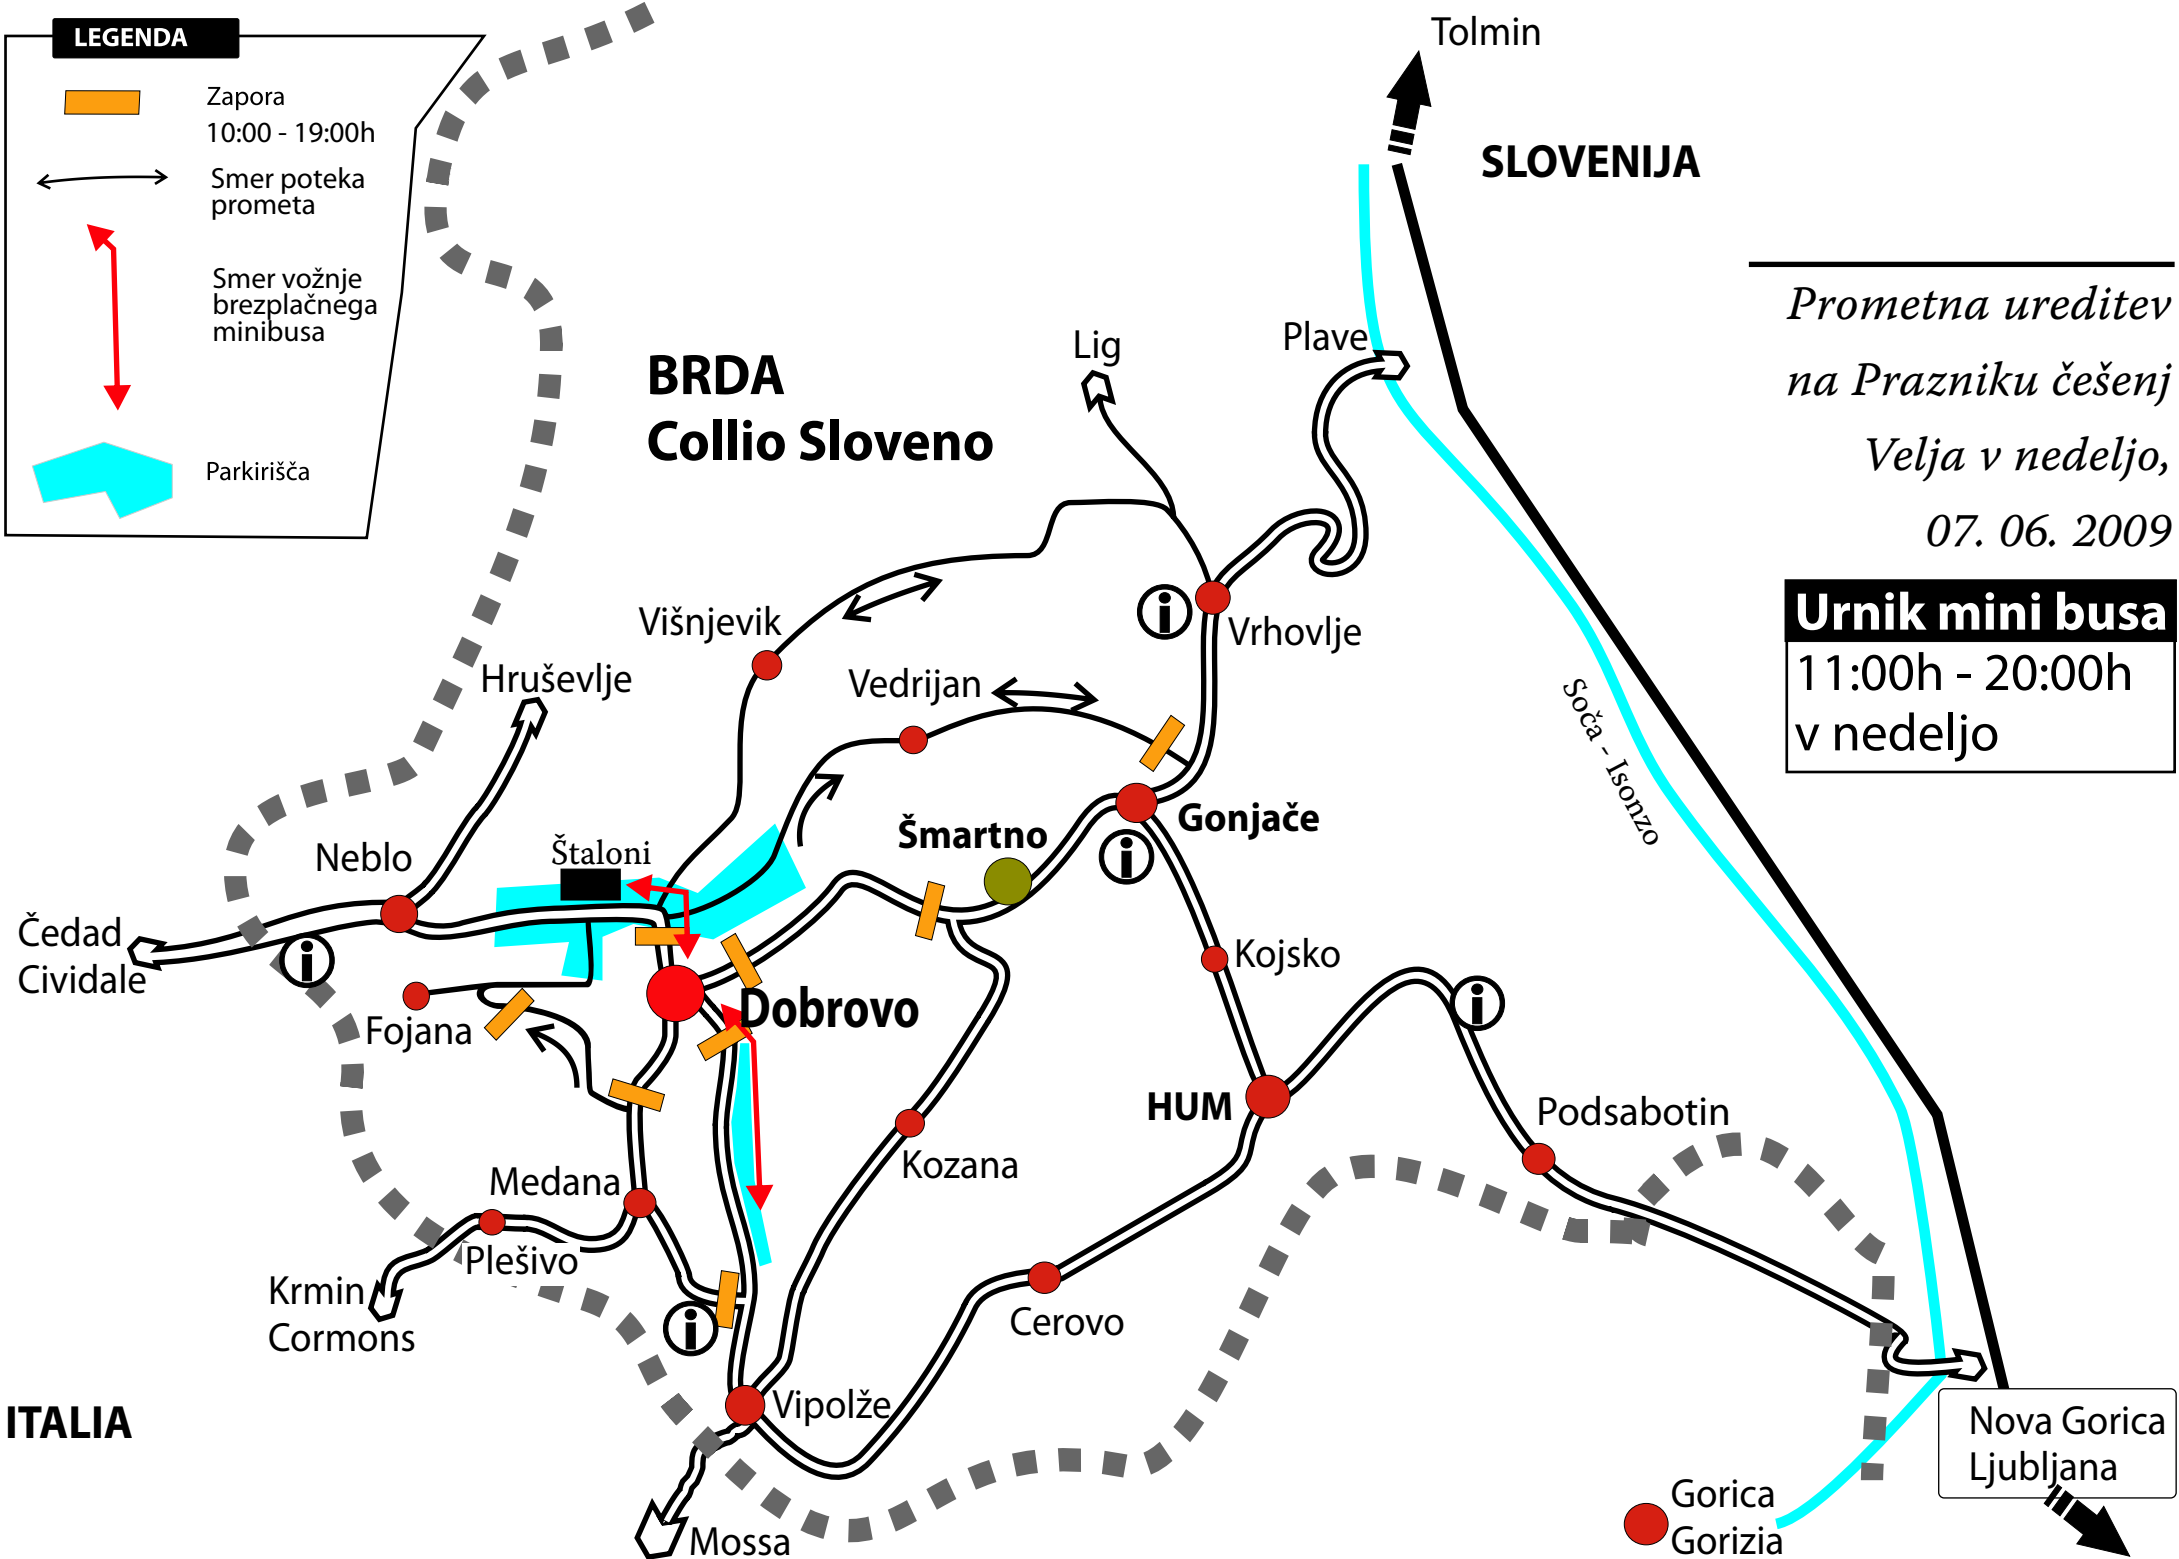 LEGENDA
Zapora
10:00 - 19:00h
Smer poteka
prometa
Smer vožnje
brezplačnega
minibusa
Parkirišča
Tolmin
SLOVENIJA
Prometna ureditev
na Prazniku češenj
Velja v nedeljo,
07. 06. 2009
Urnik mini busa
11:00h - 20:00h
v nedeljo
BRDA
Collio Sloveno
Lig
Plave
Višnjevik
Vrhovlje
Hruševlje
Vedrijan
Soča - Isonzo
Neblo
Štaloni
Šmartno
Gonjače
Čedad
Cividale
Kojsko
Fojana
Dobrovo
HUM
Podsabotin
Kozana
Medana
Plešivo
Krmin
Cormons
Cerovo
Vipolže
ITALIA
Mossa
Nova Gorica
Ljubljana
Gorica
Gorizia